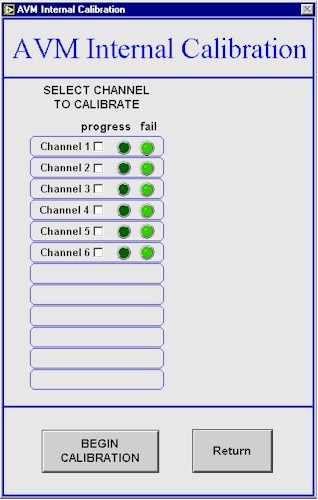 AVM Internal Calibration
AVM Internal Calibration
SELECT CHANNEL
TO CALIBRATE
progress fail
Channel 1
Channel 2
Channel 3
Channel 4
Channel 5
Channel 6
BEGIN
CALIBRATION
Return